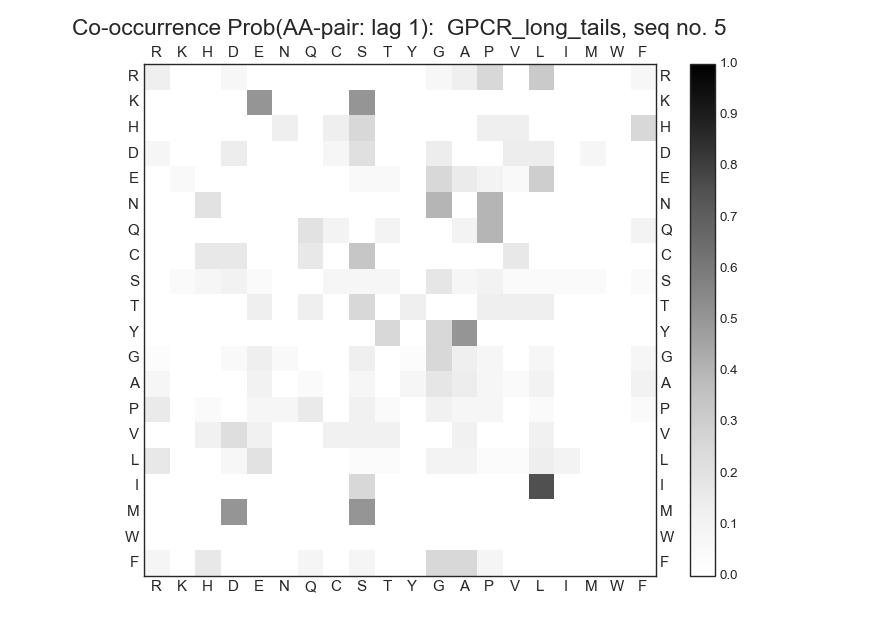 Co-occurrence Prob(AA-pair: lag 1):  GPCR_long_tails, seq no. 5
R K H D E N Q C S T Y G A P V L I M W F
R R 1.0
K K 0.9
H H
D D 0.8
E E
N N 0.7
Q Q
C C 0.6
S S
T T 0.5
Y Y
G G 0.4
A A
P P 0.3
V V
L L 0.2
I I
M M 0.1
W W
F F
0.0
R K H D E N Q C S T Y G A P V L I M W F